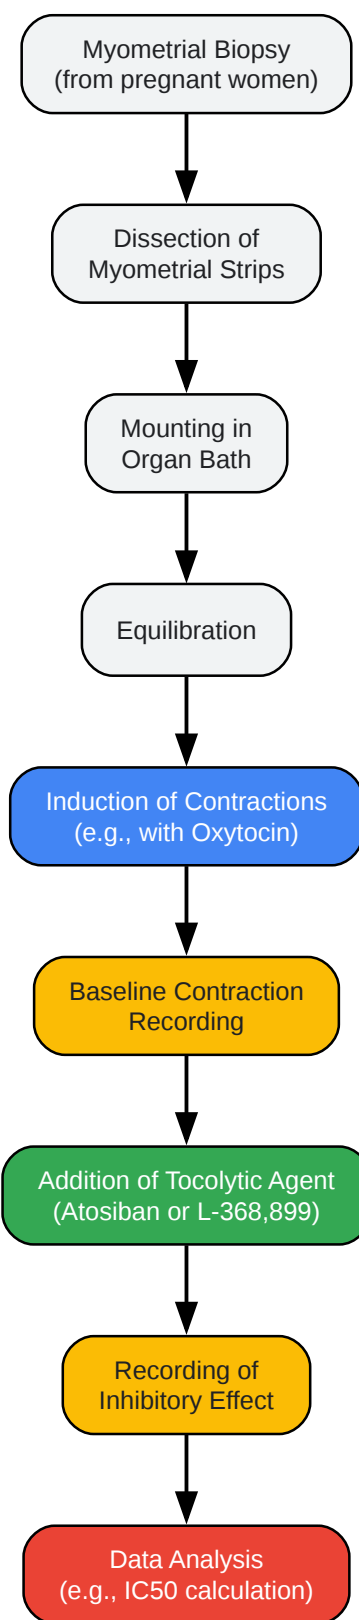 Myometrial Biopsy
(from pregnant women)
Dissection of
Myometrial Strips
Mounting in
Organ Bath
Equilibration
Induction of Contractions
(e.g., with Oxytocin)
Baseline Contraction
Recording
Addition of Tocolytic Agent
(Atosiban or L-368,899)
Recording of
Inhibitory Effect
Data Analysis
(e.g., IC50 calculation)